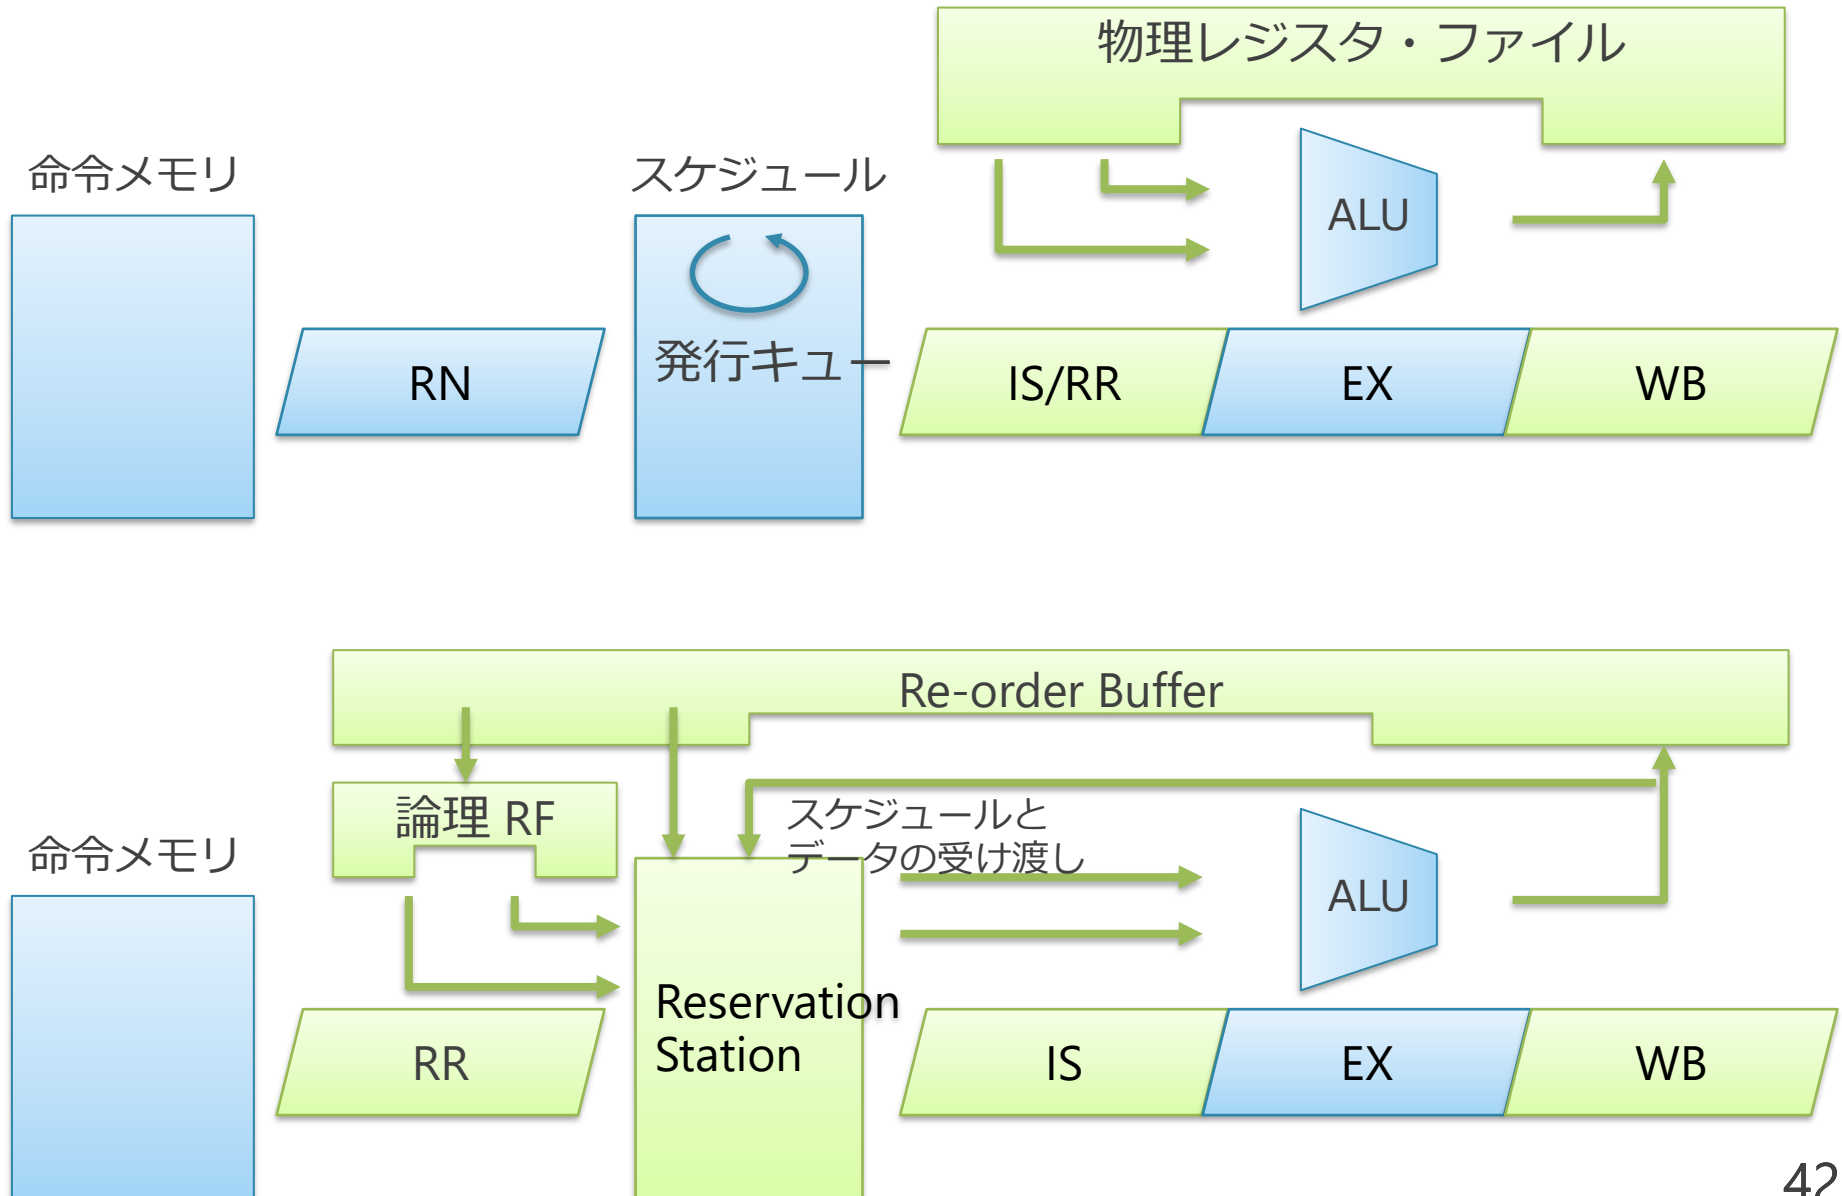 物理レジスタ・ファイル
命令メモリ
スケジュール
ALU
発行キュー
RN
IS/RR
EX
WB
Re-order Buffer
論理 RF
スケジュールと
データの受け渡し
命令メモリ
ALU
Reservation
Station
RR
IS
EX
WB
42